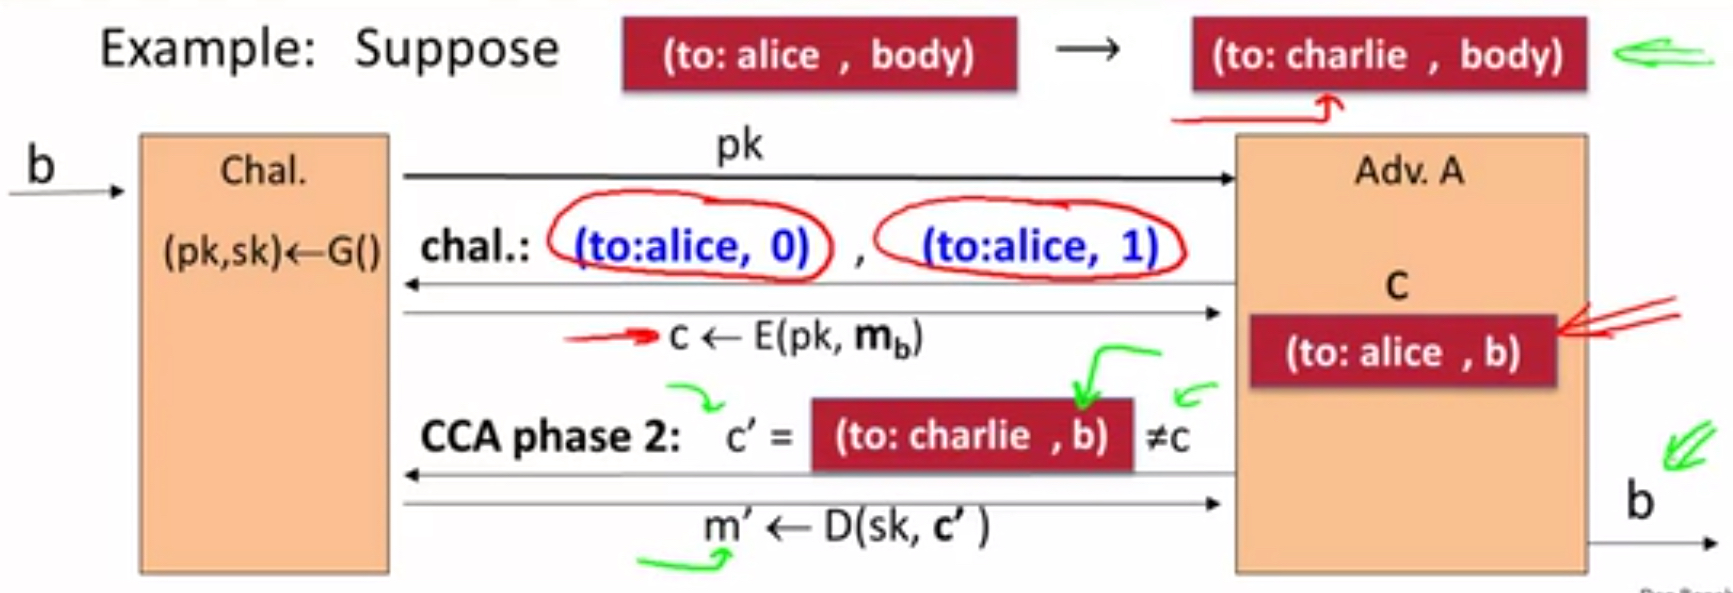 Example: Suppose (to: alice , body) → (to: charlie , body)
b
Chal.
pk
Adv. A
(pk,sk)←G()
chal.: (to:alice, 0) , (to:alice, 1)
C
c ← E(pk, m_b)
(to: alice , b)
CCA phase 2: c′ = (to: charlie , b) ≠c
b
m′ ← D(sk, c′ )